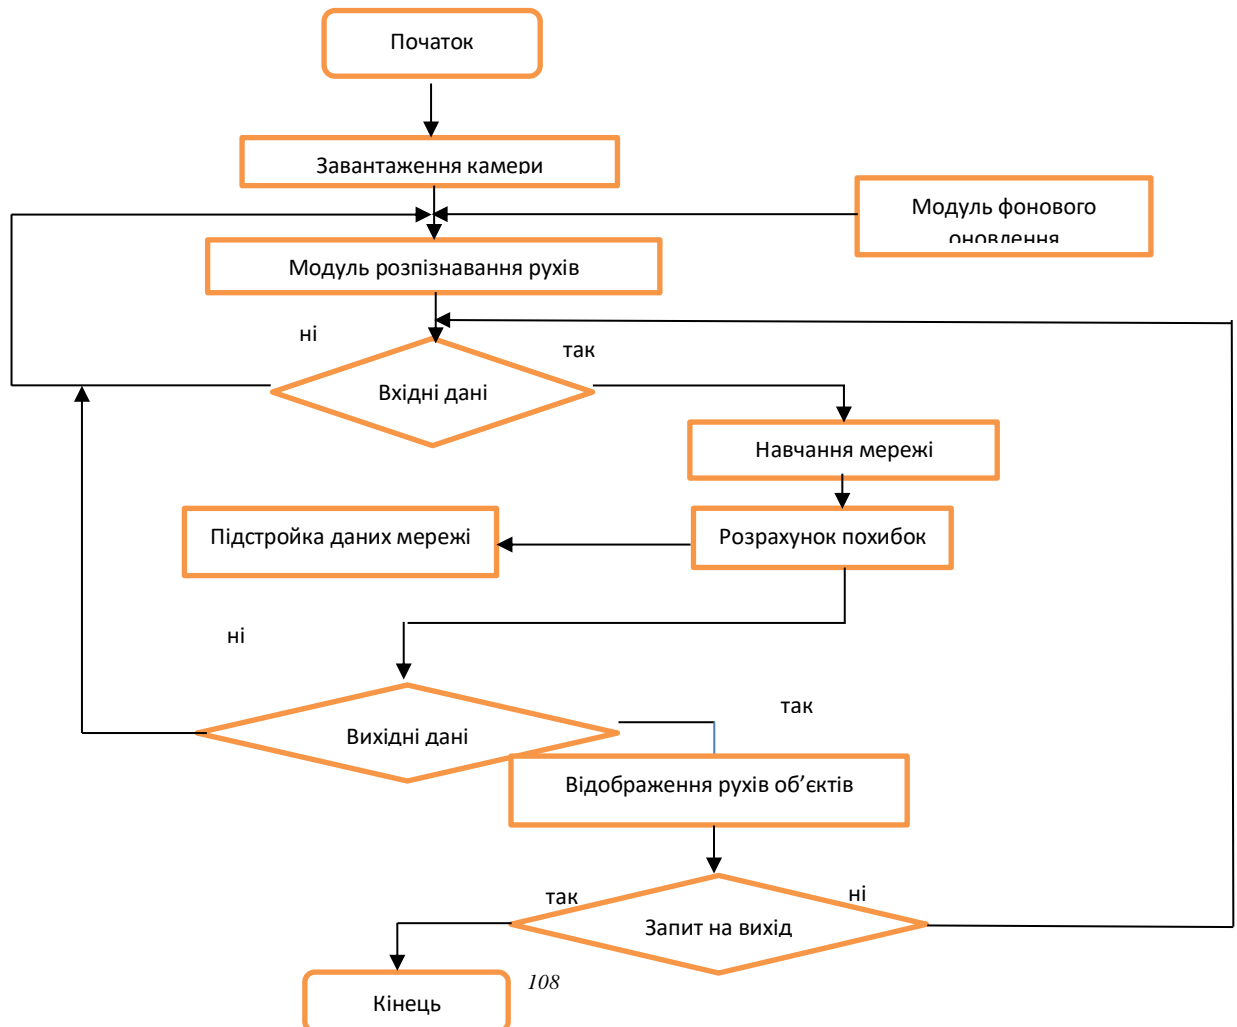 Початок
Завантаження камери
Модуль фонового
оновлення
Модуль розпізнавання рухів
ні
так
Вхідні дані
Навчання мережі
Підстройка даних мережі
Розрахунок похибок
ні
так
Вихідні дані
Відображення рухів об’єктів
так
ні
Запит на вихід
108
Кінець